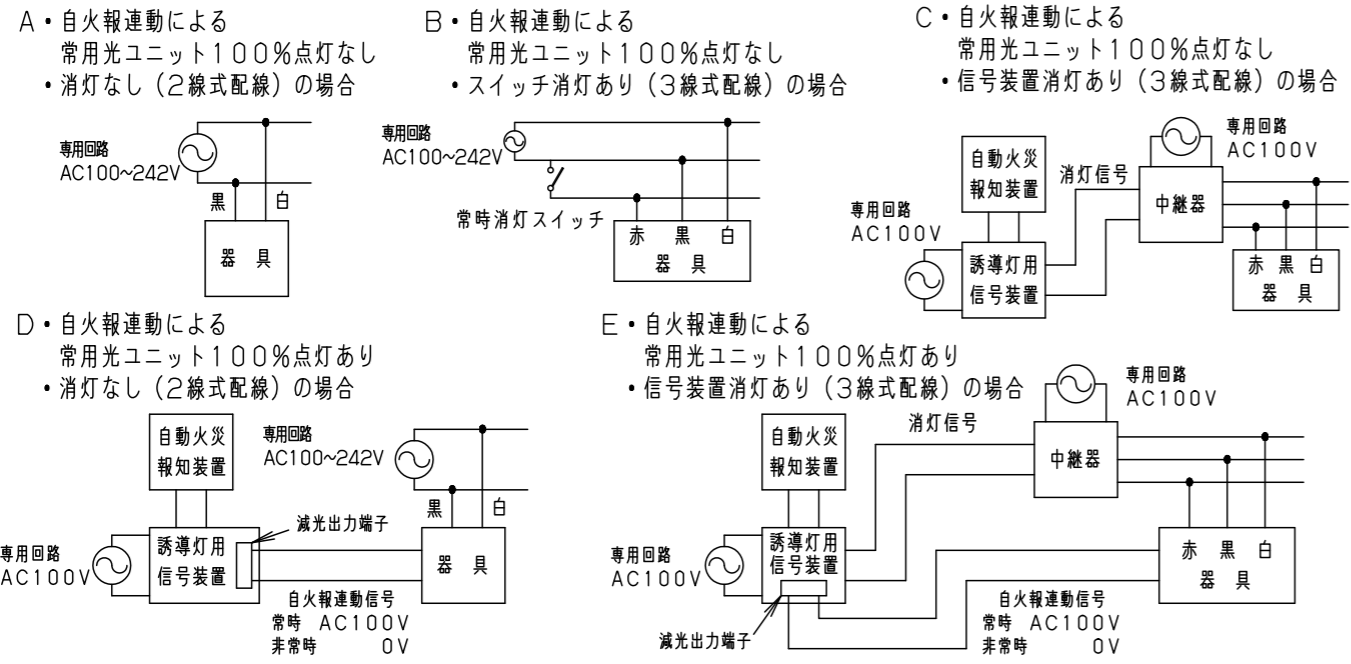 A・自火報連動による
常用光ユニット100%点灯なし
・消灯なし(2線式配線)の場合
専用回路
AC100~242V
黒
白
器 具
B・自火報連動による
常用光ユニット100%点灯なし
・スイッチ消灯あり(3線式配線)の場合
専用回路
AC100~242V
常時消灯スイッチ
赤 黒 白
器 具
C・自火報連動による
常用光ユニット100%点灯なし
・信号装置消灯あり(3線式配線)の場合
専用回路
AC100V
自動火災
報知装置
消灯信号
中継器
専用回路
AC100V
誘導灯用
信号装置
赤 黒 白
器 具
D・自火報連動による
常用光ユニット100%点灯あり
・消灯なし(2線式配線)の場合
自動火災
報知装置
専用回路
AC100~242V
黒
白
減光出力端子
専用回路
AC100V
誘導灯用
信号装置
器 具
自火報連動信号
常時 AC100V
非常時 0V
E・自火報連動による
常用光ユニット100%点灯あり
・信号装置消灯あり(3線式配線)の場合
専用回路
AC100V
消灯信号
自動火災
報知装置
中継器
専用回路
AC100V
誘導灯用
信号装置
赤 黒 白
器 具
減光出力端子
自火報連動信号
常時 AC100V
非常時 0V